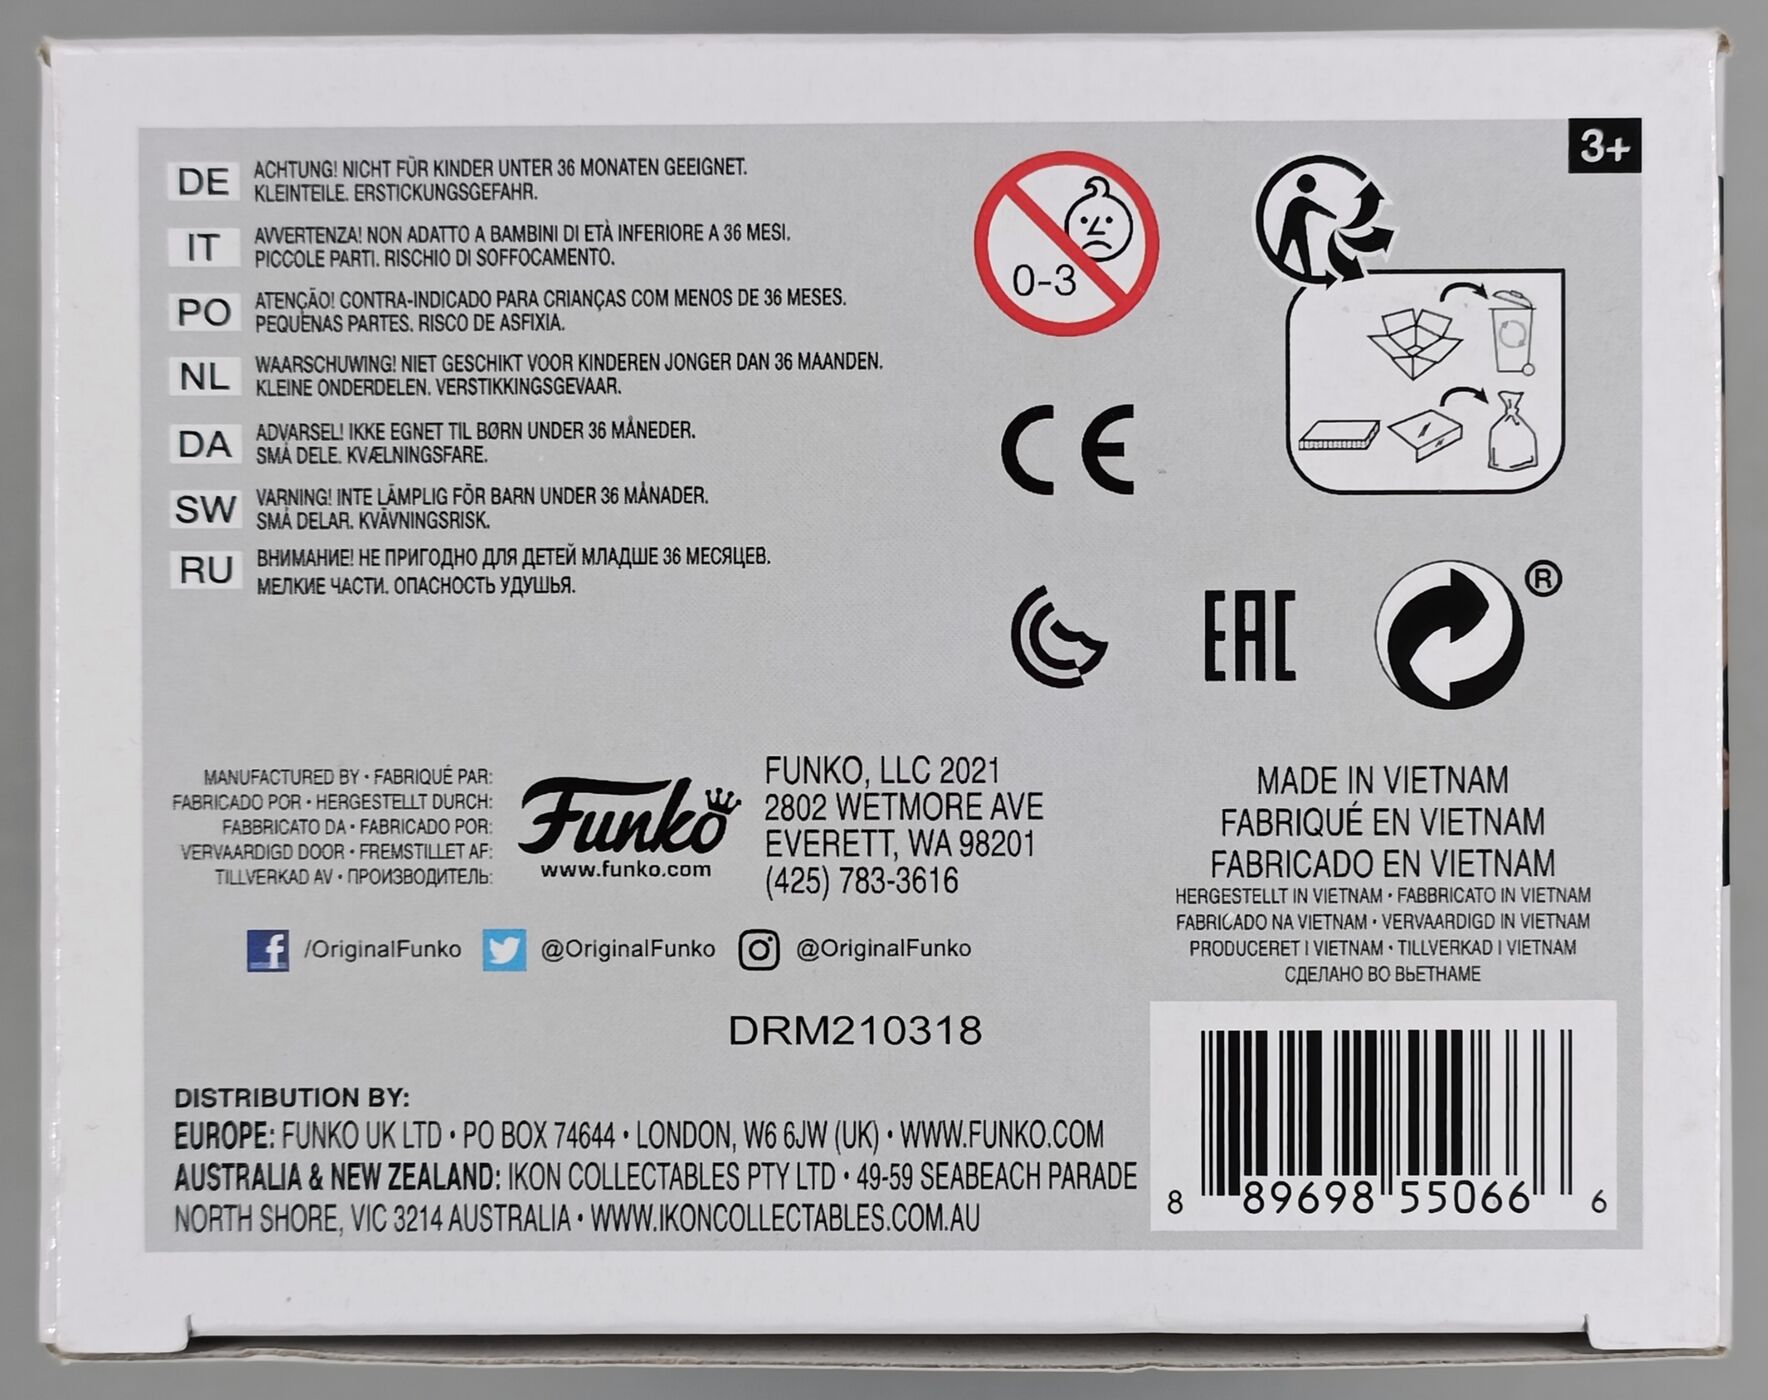 3+
DE ACHTUNG! NICHT FÜR KINDER UNTER 36 MONATEN GEEIGNET.
KLEINTEILE. ERSTICKUNGSGEFAHR.
IT AVVERTENZA! NON ADATTO A BAMBINI DI ETÀ INFERIORE A 36 MESI.
PICCOLE PARTI. RISCHIO DI SOFFOCAMENTO.
PO ATENÇÃO! CONTRA-INDICADO PARA CRIANÇAS COM MENOS DE 36 MESES.
PEQUENAS PARTES. RISCO DE ASFIXIA.
NL WAARSCHUWING! NIET GESCHIKT VOOR KINDEREN JONGER DAN 36 MAANDEN.
KLEINE ONDERDELEN. VERSTIKKINGSGEVAAR.
DA ADVARSEL! IKKE EGNET TIL BØRN UNDER 36 MÅNEDER.
SMÅ DELE. KVÆLNINGSFARE.
SW VARNING! INTE LÄMPLIG FÖR BARN UNDER 36 MÅNADER.
SMÅ DELAR. KVÄVNINGSRISK.
RU ВНИМАНИЕ! НЕ ПРИГОДНО ДЛЯ ДЕТЕЙ МЛАДШЕ 36 МЕСЯЦЕВ.
МЕЛКИЕ ЧАСТИ. ОПАСНОСТЬ УДУШЬЯ.
0-3
CE
EAC
®
MANUFACTURED BY • FABRIQUÉ PAR:
FABRICADO POR • HERGESTELLT DURCH:
FABBRICATO DA • FABRICADO POR:
VERVAARDIGD DOOR • FREMSTILLET AF:
TILLVERKAD AV • ПРОИЗВОДИТЕЛЬ:
Funko
www.funko.com
FUNKO, LLC 2021
2802 WETMORE AVE
EVERETT, WA 98201
(425) 783-3616
MADE IN VIETNAM
FABRIQUÉ EN VIETNAM
FABRICADO EN VIETNAM
HERGESTELLT IN VIETNAM • FABBRICATO IN VIETNAM
FABRICADO NA VIETNAM • VERVAARDIGD IN VIETNAM
PRODUCERET I VIETNAM • TILLVERKAD I VIETNAM
СДЕЛАНО ВО ВЬЕТНАМЕ
f /OriginalFunko @OriginalFunko @OriginalFunko
DRM210318
DISTRIBUTION BY:
EUROPE: FUNKO UK LTD • PO BOX 74644 • LONDON, W6 6JW (UK) • WWW.FUNKO.COM
AUSTRALIA & NEW ZEALAND: IKON COLLECTABLES PTY LTD • 49-59 SEABEACH PARADE
NORTH SHORE, VIC 3214 AUSTRALIA • WWW.IKONCOLLECTABLES.COM.AU
8 89698 55066 6